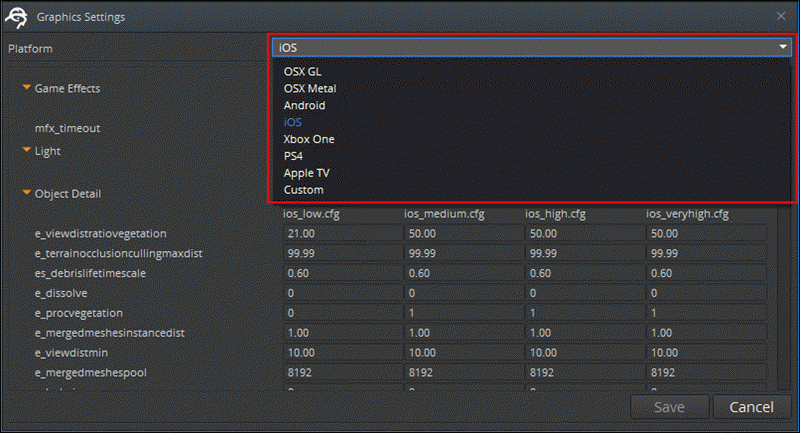 Graphics Settings
Platform
iOS
OSX GL
OSX Metal
Android
iOS
Xbox One
PS4
Apple TV
Custom
Game Effects
mfx_timeout
Light
Object Detail
ios_low.cfg ios_medium.cfg ios_high.cfg ios_veryhigh.cfg
e_viewdistratiovegetation 21.00 50.00 50.00 50.00
e_terrainocclusioncullingmaxdist 99.99 99.99 99.99 99.99
es_debrislifetimescale 0.60 0.60 0.60 0.60
e_dissolve 0 0 0 0
e_procvegetation 0 1 1 1
e_mergedmeshesinstancedist 1.00 1.00 1.00 1.00
e_viewdistmin 10.00 10.00 10.00 10.00
e_mergedmeshespool 8192 8192 8192 8192
Save Cancel